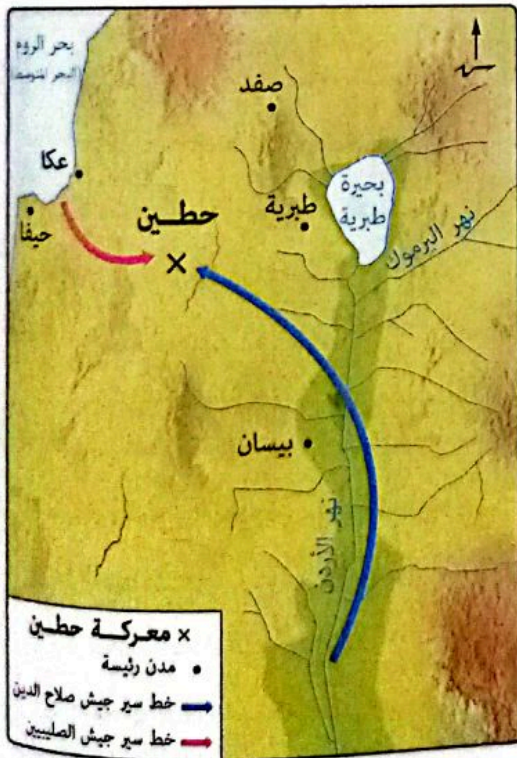 بحر الروم
(البحر المتوسط)
صفد
عكا
حيفا
حطين
طبرية
بحيرة
طبرية
نهر اليرموك
بيسان
نهر الأردن
× معركة حطين
• مدن رئيسة
خط سير جيش صلاح الدين
خط سير جيش الصليبيين